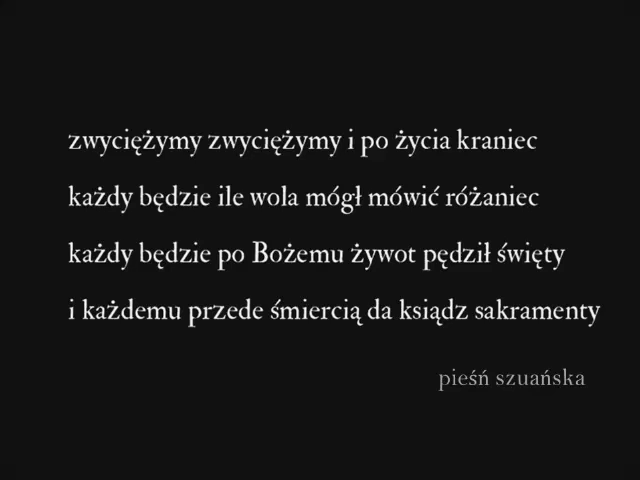 zwyciężymy zwyciężymy i po życia kraniec
każdy będzie ile wola mógł mówić różaniec
każdy będzie po Bożemu żywot pędził święty
i każdemu przede śmiercią da ksiądz sakramenty
pieśń szuańska